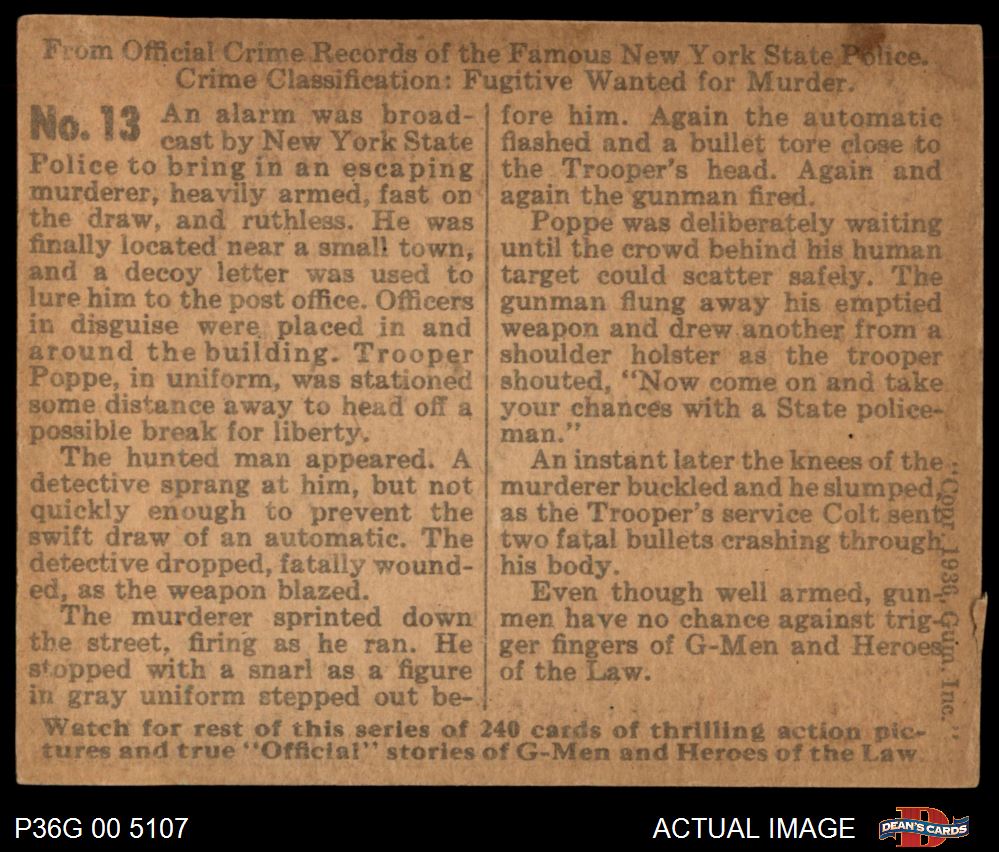 From Official Crime Records of the Famous New York State Police.
Crime Classification: Fugitive Wanted for Murder.
No. 13 An alarm was broad-
cast by New York State
Police to bring in an escaping
murderer, heavily armed, fast on
the draw, and ruthless. He was
finally located near a small town,
and a decoy letter was used to
lure him to the post office. Officers
in disguise were placed in and
around the building. Trooper
Poppe, in uniform, was stationed
some distance away to head off a
possible break for liberty.
The hunted man appeared. A
detective sprang at him, but not
quickly enough to prevent the
swift draw of an automatic. The
detective dropped, fatally wound-
ed, as the weapon blazed.
The murderer sprinted down
the street, firing as he ran. He
stopped with a snarl as a figure
in gray uniform stepped out be-
fore him. Again the automatic
flashed and a bullet tore close to
the Trooper's head. Again and
again the gunman fired.
Poppe was deliberately waiting
until the crowd behind his human
target could scatter safely. The
gunman flung away his emptied
weapon and drew another from a
shoulder holster as the trooper
shouted, "Now come on and take
your chances with a State police-
man."
An instant later the knees of the
murderer buckled and he slumped,
as the Trooper's service Colt sent
two fatal bullets crashing through
his body.
Even though well armed, gun-
men have no chance against trig-
ger fingers of G-Men and Heroes
of the Law.
"Copr. 1936, Gum, Inc."
Watch for rest of this series of 240 cards of thrilling action pic-
tures and true "Official" stories of G-Men and Heroes of the Law
P36G 00 5107
ACTUAL IMAGE
DEAN'S CARDS